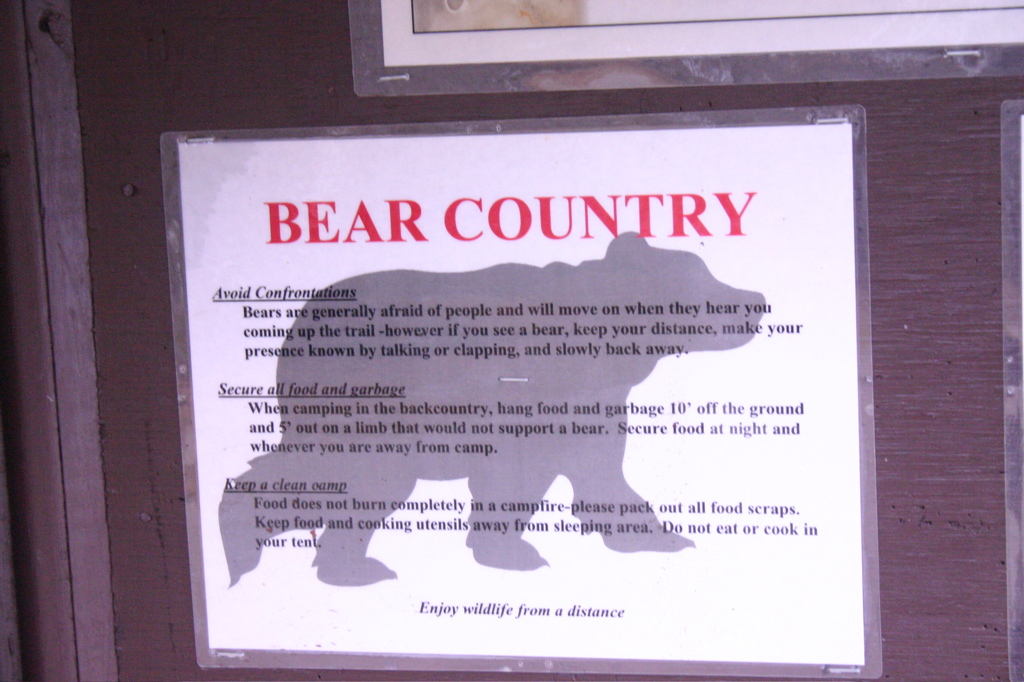 BEAR COUNTRY
Avoid Confrontations
Bears are generally afraid of people and will move on when they hear you
coming up the trail -however if you see a bear, keep your distance, make your
presence known by talking or clapping, and slowly back away.
Secure all food and garbage
When camping in the backcountry, hang food and garbage 10' off the ground
and 5' out on a limb that would not support a bear. Secure food at night and
whenever you are away from camp.
Keep a clean camp
Food does not burn completely in a campfire-please pack out all food scraps.
Keep food and cooking utensils away from sleeping area. Do not eat or cook in
your tent.
Enjoy wildlife from a distance